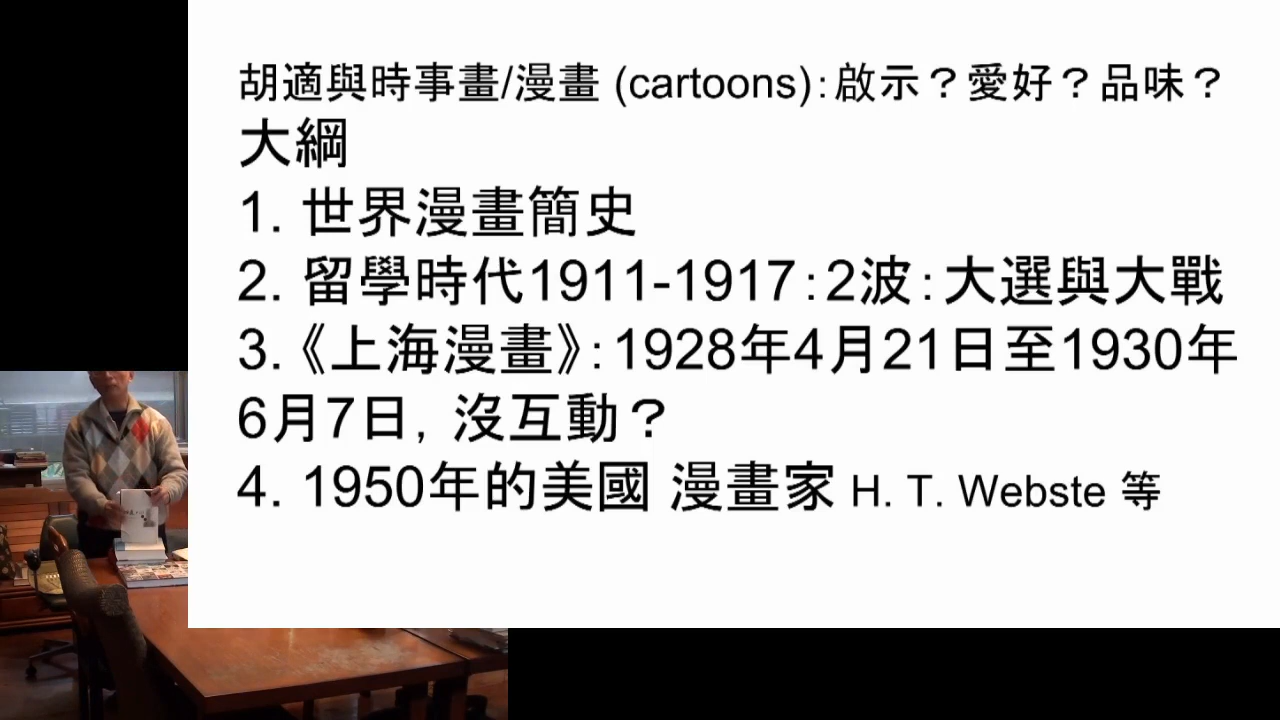 胡適與時事畫/漫畫 (cartoons):啟示？愛好？品味？
大綱
1. 世界漫畫簡史
2. 留學時代1911-1917:2波:大選與大戰
3.《上海漫畫》:1928年4月21日至1930年
6月7日, 沒互動？
4. 1950年的美國 漫畫家 H. T. Webste 等